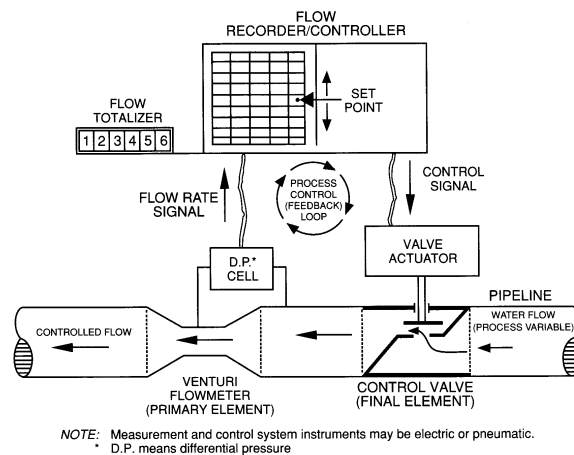 FLOW
RECORDER/CONTROLLER
SET
POINT
FLOW
TOTALIZER
1 2 3 4 5 6
FLOW RATE
SIGNAL
PROCESS
CONTROL
(FEEDBACK)
LOOP
CONTROL
SIGNAL
D.P.*
CELL
VALVE
ACTUATOR
PIPELINE
WATER FLOW
(PROCESS VARIABLE)
CONTROLLED FLOW
VENTURI
FLOWMETER
(PRIMARY ELEMENT)
CONTROL VALVE
(FINAL ELEMENT)
NOTE: Measurement and control system instruments may be electric or pneumatic.
* D.P. means differential pressure